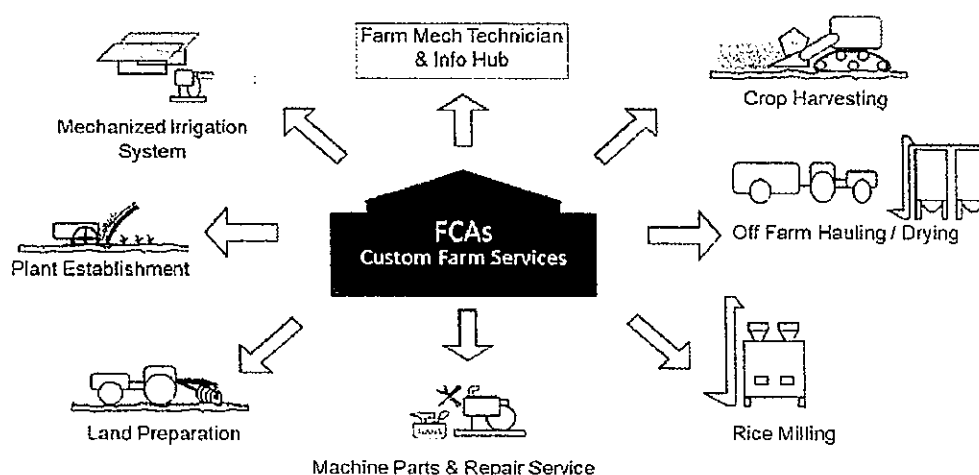 Farm Mech Technician
& Info Hub
Crop Harvesting
Mechanized Irrigation
System
FCAs
Custom Farm Services
Off Farm Hauling / Drying
Plant Establishment
Land Preparation
Rice Milling
Machine Parts & Repair Service